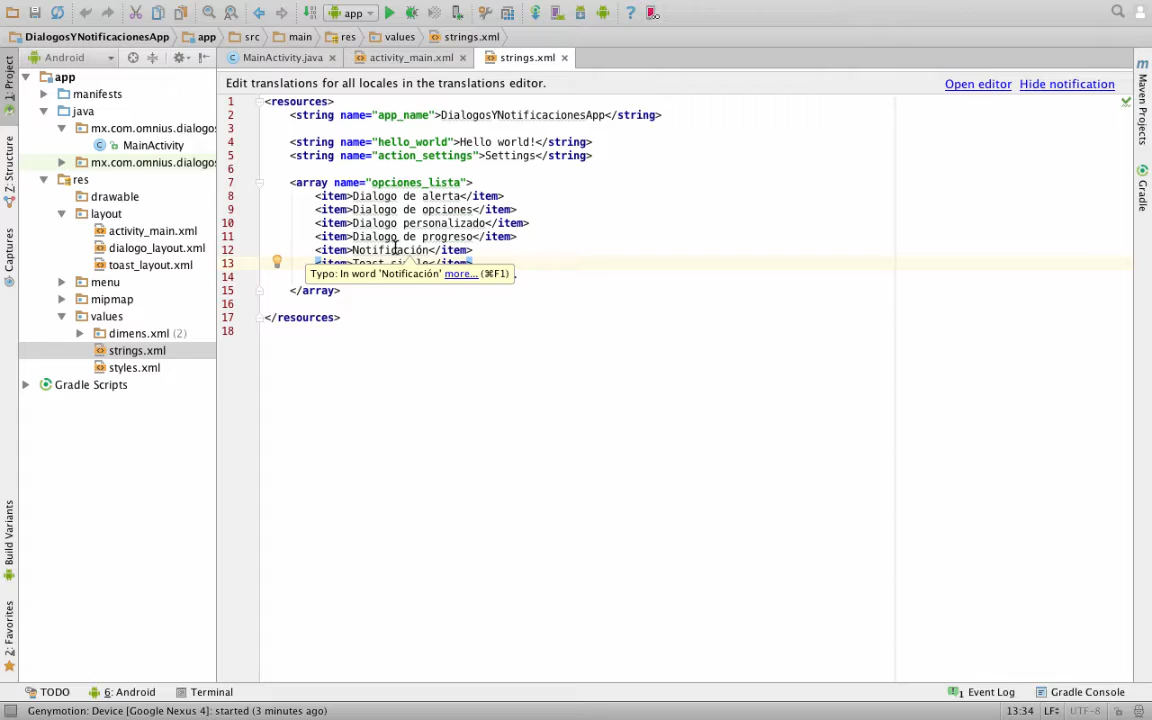 app
DialogosYNotificacionesApp app src main res values strings.xml
Android
MainActivity.java
activity_main.xml
strings.xml
1: Project
Z: Structure
Captures
Build Variants
2: Favorites
app
manifests
java
mx.com.omnius.dialogos
MainActivity
mx.com.omnius.dialogos
res
drawable
layout
activity_main.xml
dialogo_layout.xml
toast_layout.xml
menu
mipmap
values
dimens.xml (2)
strings.xml
styles.xml
Gradle Scripts
Edit translations for all locales in the translations editor.
Open editor Hide notification
1 <resources>
2 <string name="app_name">DialogosYNotificacionesApp</string>
3
4 <string name="hello_world">Hello world!</string>
5 <string name="action_settings">Settings</string>
6
7 <array name="opciones_lista">
8 <item>Dialogo de alerta</item>
9 <item>Dialogo de opciones</item>
10 <item>Dialogo personalizado</item>
11 <item>Dialogo de progreso</item>
12 <item>Notificación</item>
13
Typo: In word 'Notificación' more... (⌘F1)
14
15 </array>
16
17 </resources>
18
Maven Projects
Gradle
TODO
6: Android
Terminal
1 Event Log
Gradle Console
Genymotion: Device [Google Nexus 4]: started (3 minutes ago)
13:34 LF÷ UTF-8